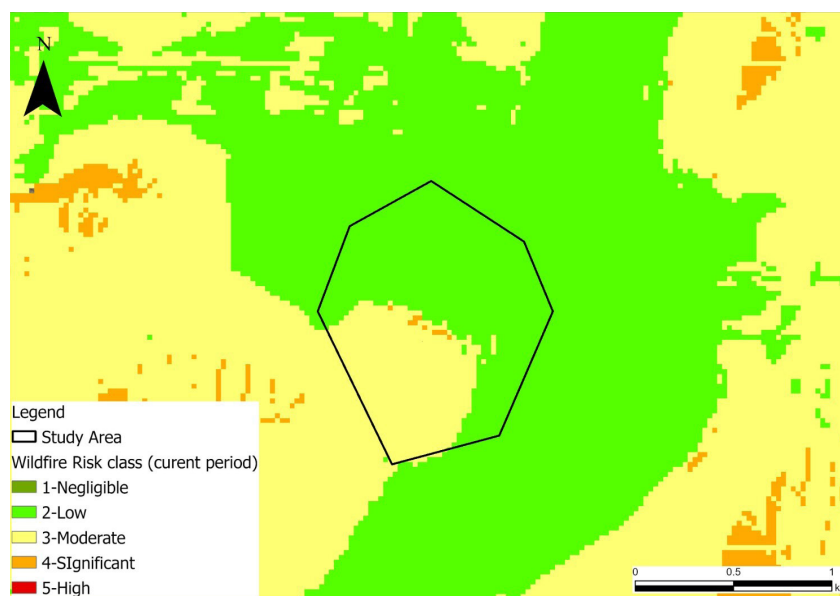 N
Legend
Study Area
Wildfire Risk class (curent period)
1-Negligible
2-Low
3-Moderate
4-SIgnificant
5-High
0 0.5 1
k